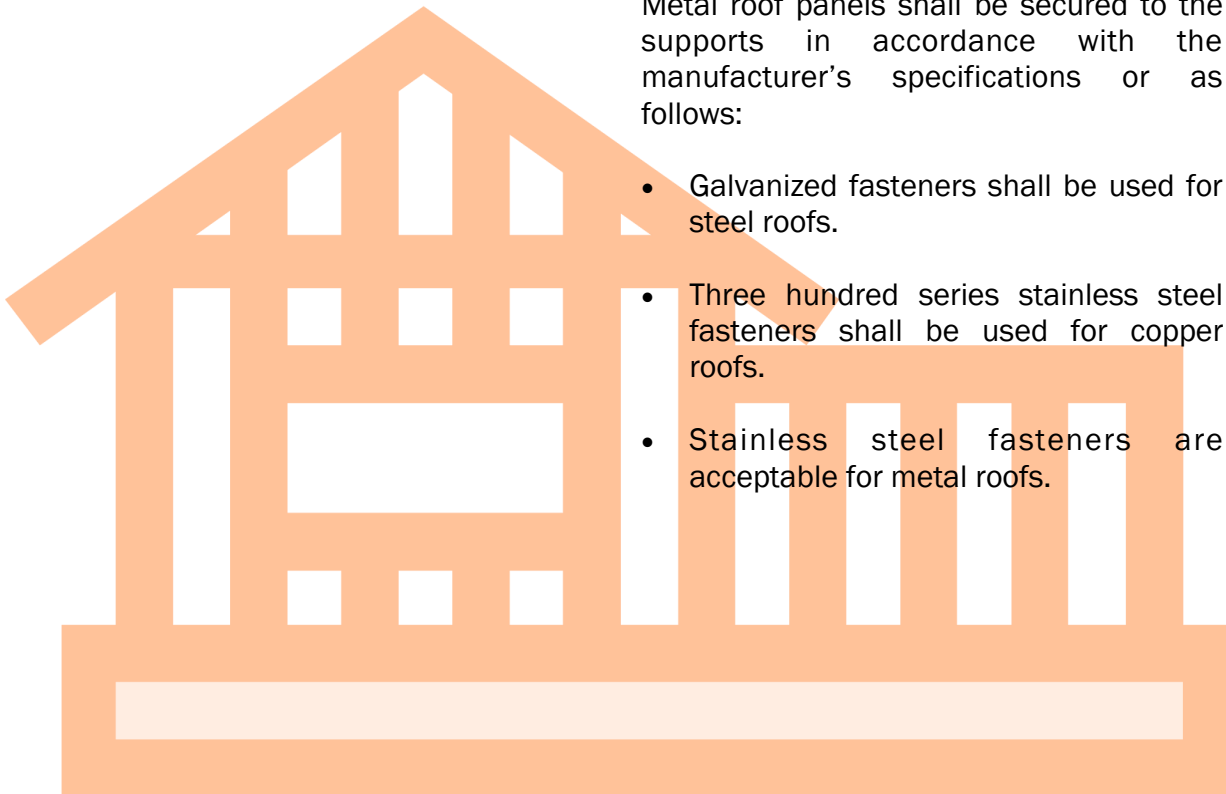 Metal roof panels shall be secured to the
supports in accordance with the
manufacturer’s specifications or as
follows:
• Galvanized fasteners shall be used for
steel roofs.
• Three hundred series stainless steel
fasteners shall be used for copper
roofs.
• Stainless steel fasteners are
acceptable for metal roofs.